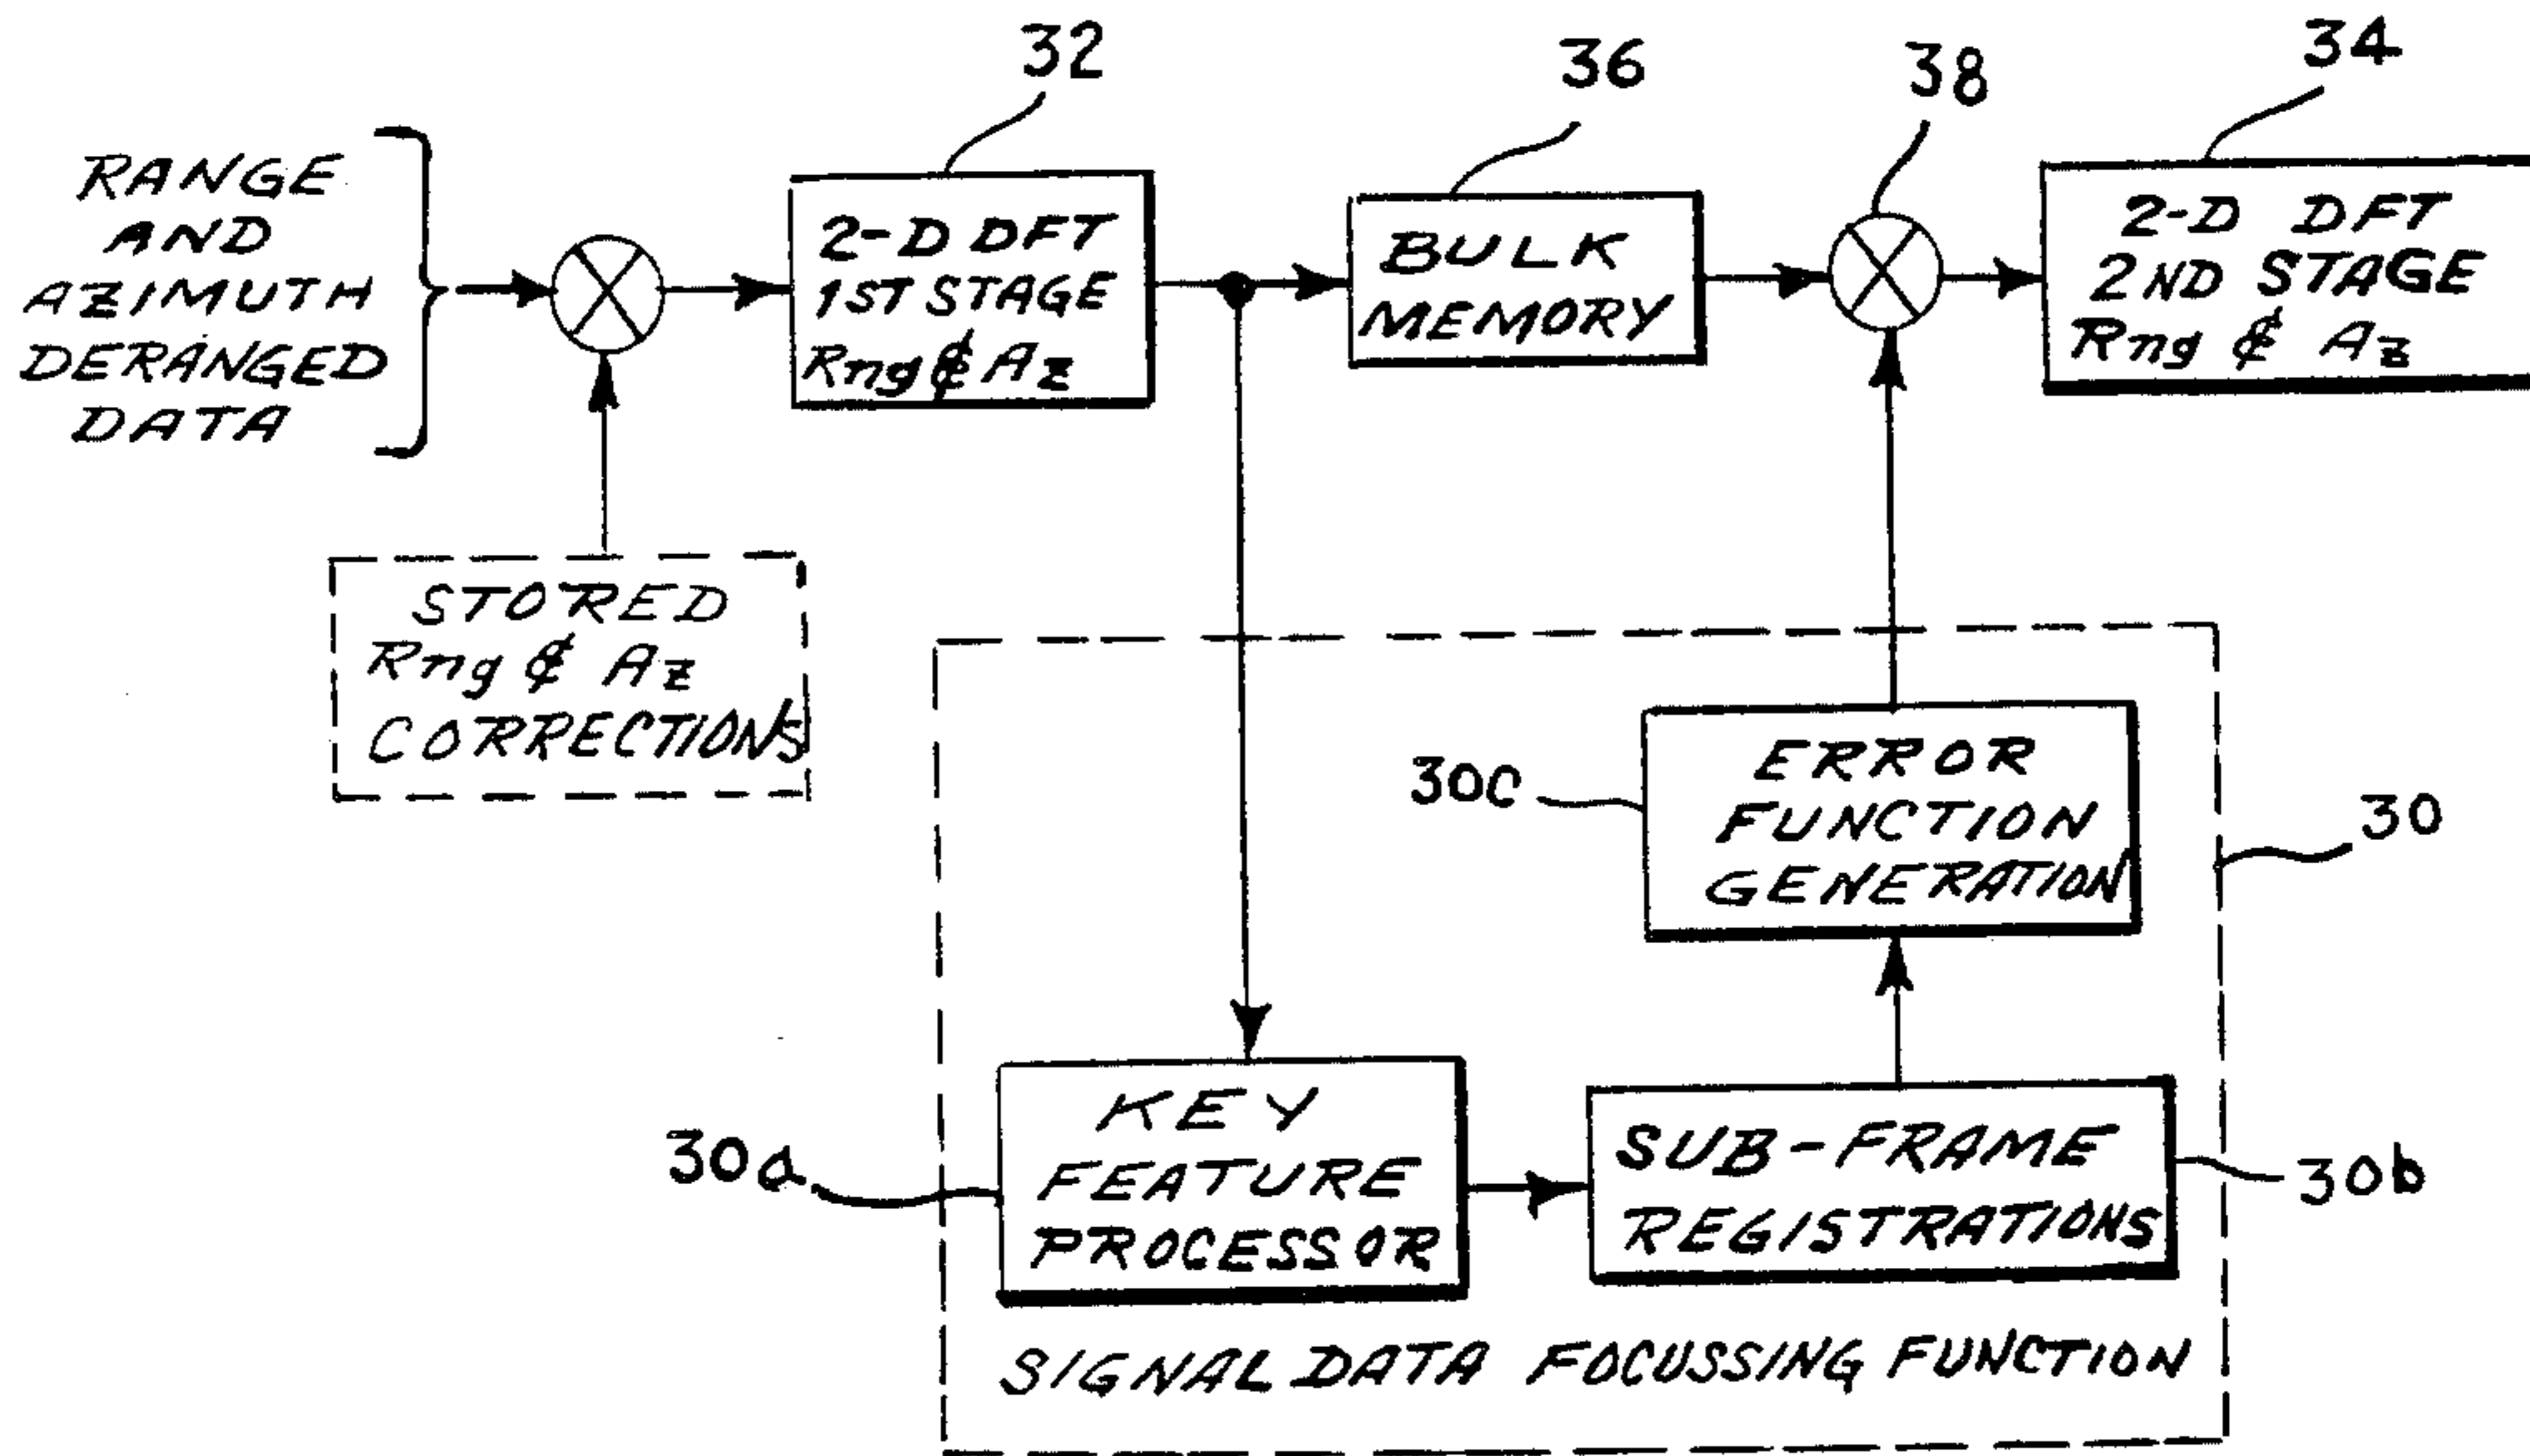 32
36
38
34
RANGE
AND
AZIMUTH
DERANGED
DATA
2-D DFT
1ST STAGE
Rng & Az
BULK
MEMORY
2-D DFT
2ND STAGE
Rng & Az
STORED
Rng & Az
CORRECTIONS
30c
ERROR
FUNCTION
GENERATION
30
30a
KEY
FEATURE
PROCESSOR
SUB-FRAME
REGISTRATIONS
30b
SIGNAL DATA FOCUSSING FUNCTION